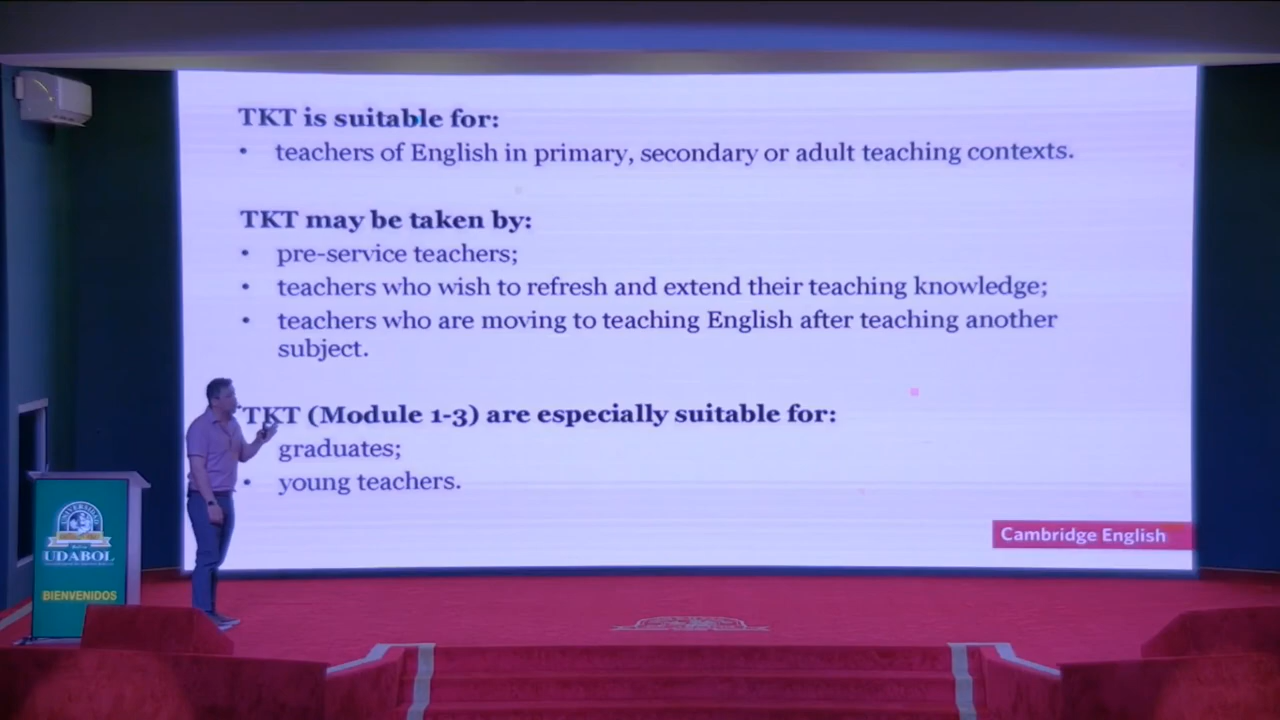 TKT is suitable for:
• teachers of English in primary, secondary or adult teaching contexts.
TKT may be taken by:
• pre-service teachers;
• teachers who wish to refresh and extend their teaching knowledge;
• teachers who are moving to teaching English after teaching another
subject.
TKT (Module 1-3) are especially suitable for:
graduates;
• young teachers.
Cambridge English
UNIVERSIDAD
UDABOL
BIENVENIDOS